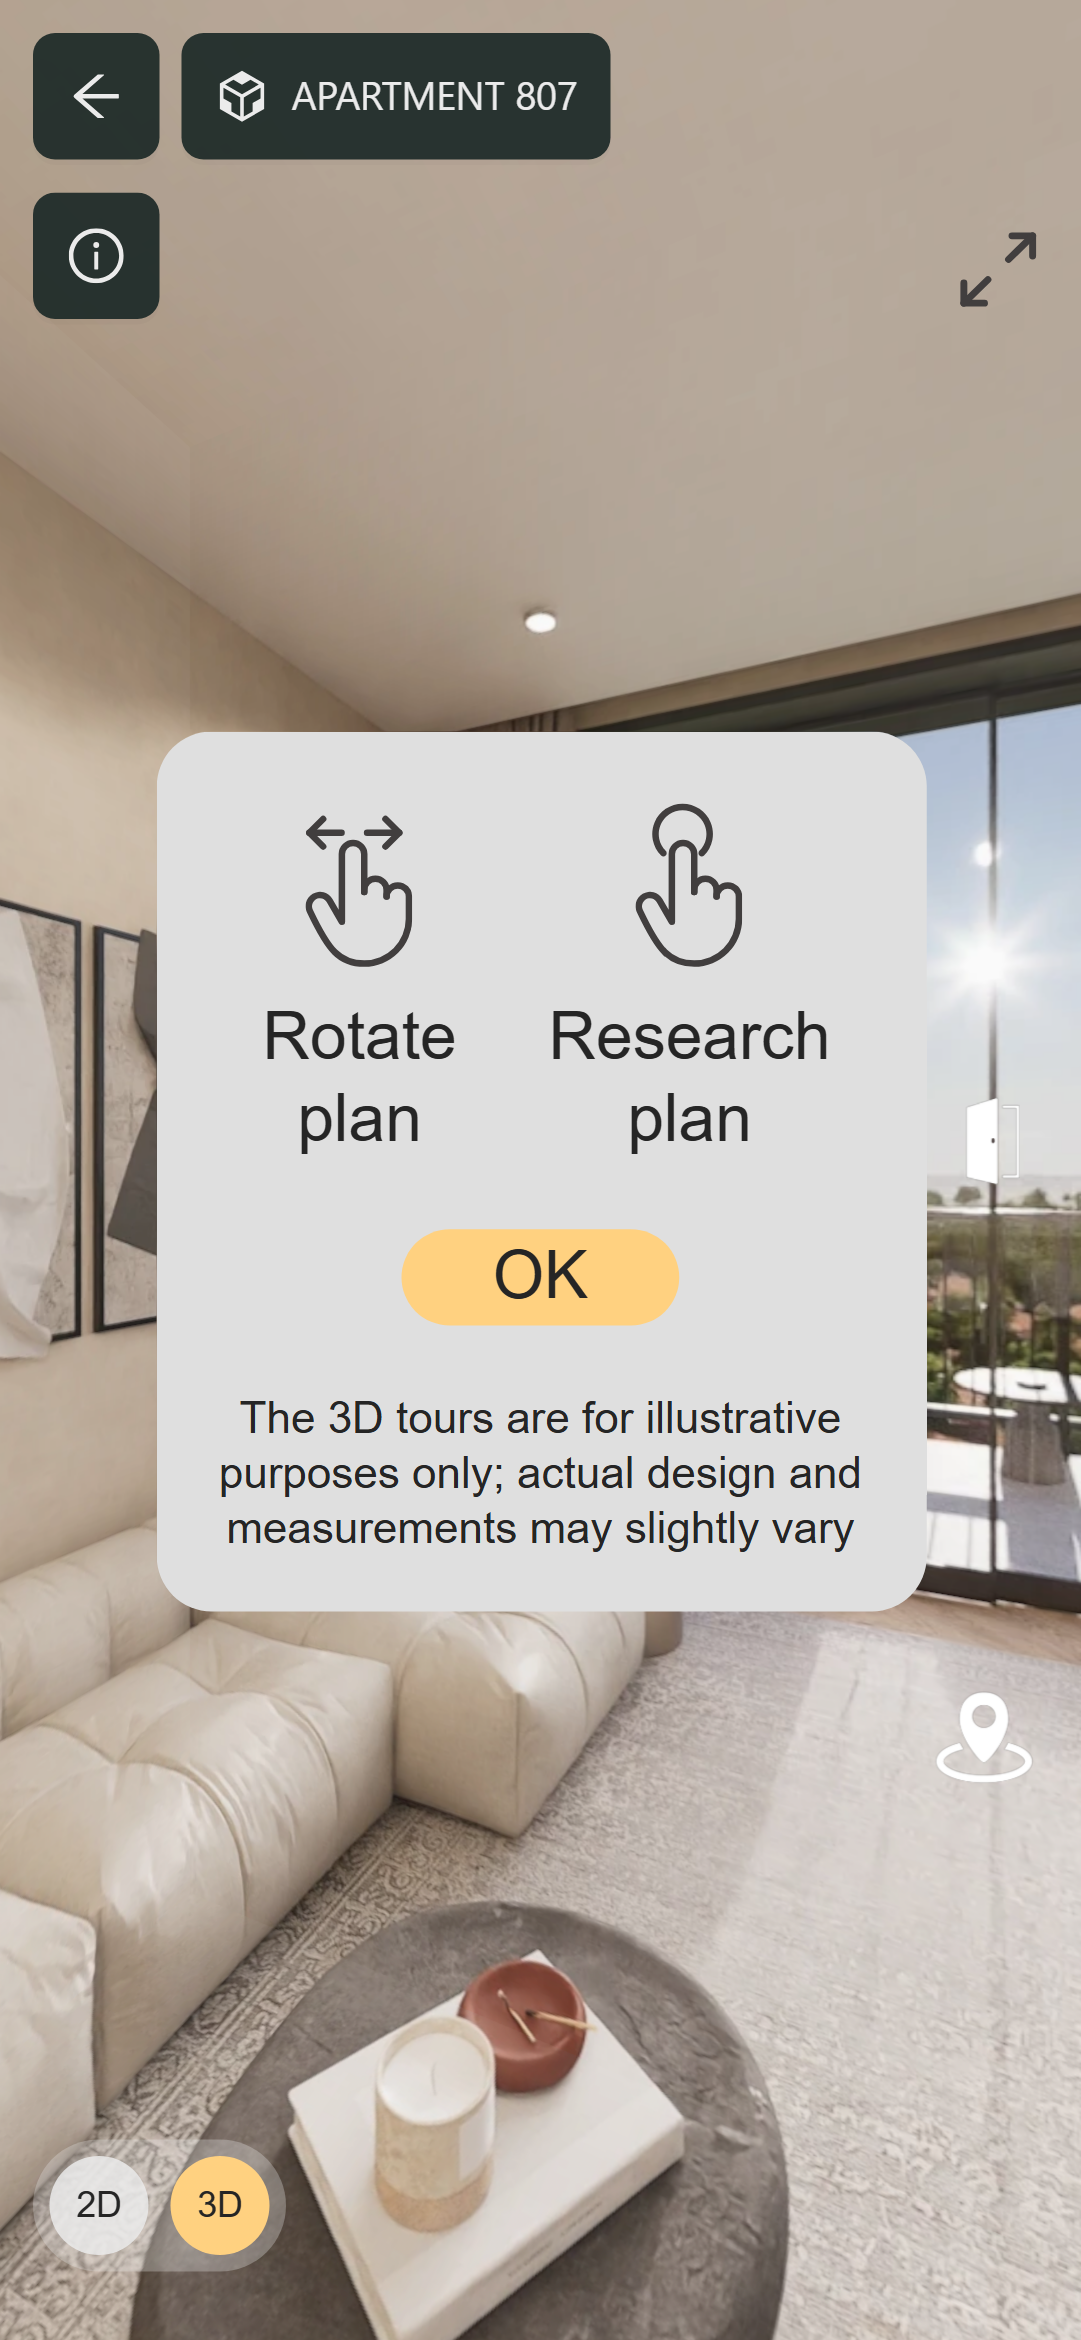 APARTMENT 807
Rotate
plan
Research
plan
OK
The 3D tours are for illustrative
purposes only; actual design and
measurements may slightly vary
2D
3D